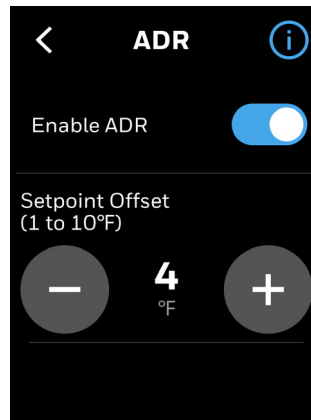 ADR
Enable ADR
Setpoint Offset
(1 to 10°F)
4
°F